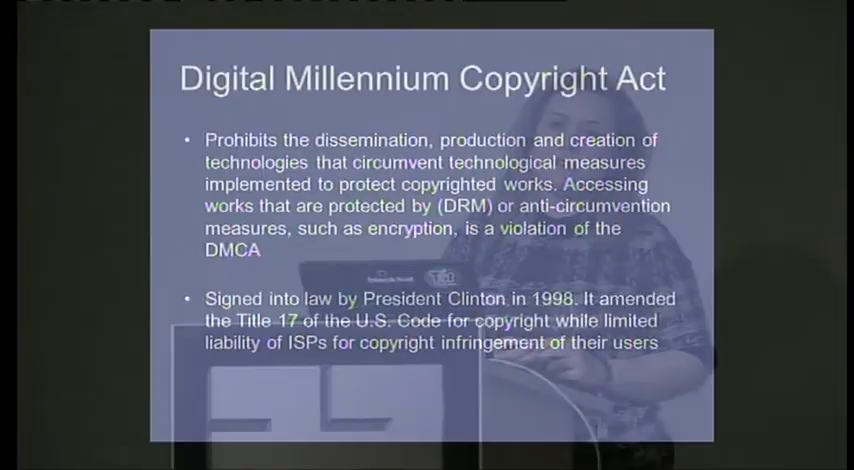 Digital Millennium Copyright Act
• Prohibits the dissemination, production and creation of
technologies that circumvent technological measures
implemented to protect copyrighted works. Accessing
works that are protected by (DRM) or anti-circumvention
measures, such as encryption, is a violation of the
DMCA
• Signed into law by President Clinton in 1998. It amended
the Title 17 of the U.S. Code for copyright while limited
liability of ISPs for copyright infringement of their users